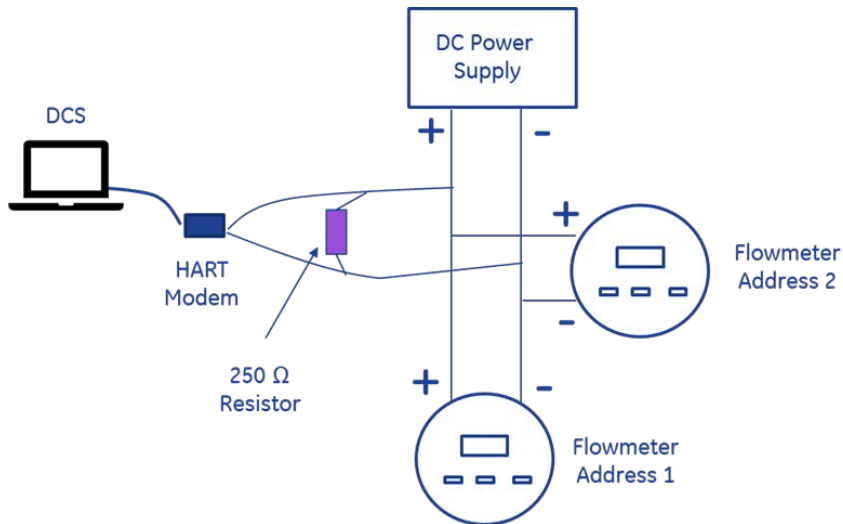 DC Power
Supply
DCS
+
-
+
HART
Modem
Flowmeter
Address 2
-
250 Ω
Resistor
+
-
Flowmeter
Address 1